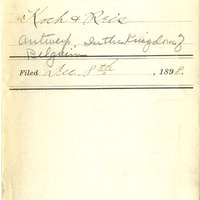 Koch & Reis
Antwerp, In the Kingdom of
Belgium
Filed Dec. 8th, 1898.